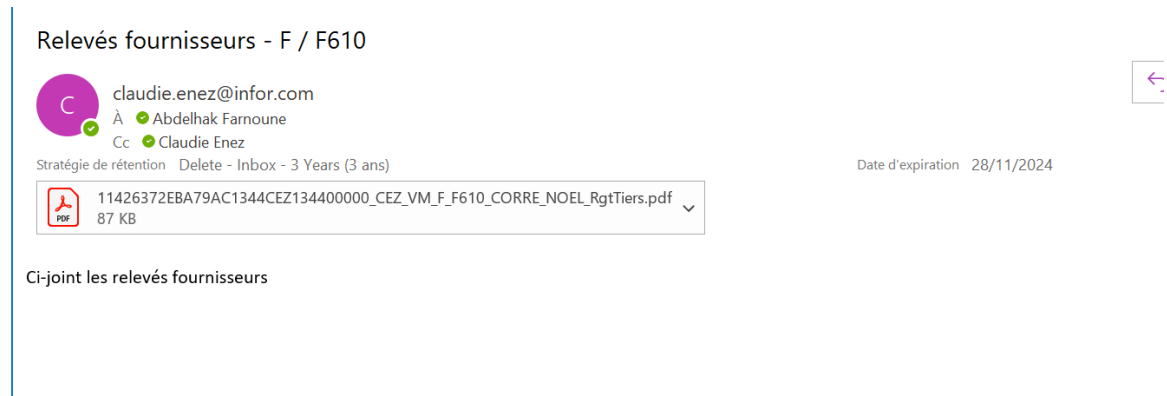 Relevés fournisseurs - F / F610
C
claudie.enez@infor.com
À Abdelhak Farnoune
Cc Claudie Enez
Stratégie de rétention Delete - Inbox - 3 Years (3 ans) Date d'expiration 28/11/2024
PDF
11426372EBA79AC1344CEZ134400000_CEZ_VM_F_F610_CORRE_NOEL_RgtTiers.pdf
87 KB
Ci-joint les relevés fournisseurs